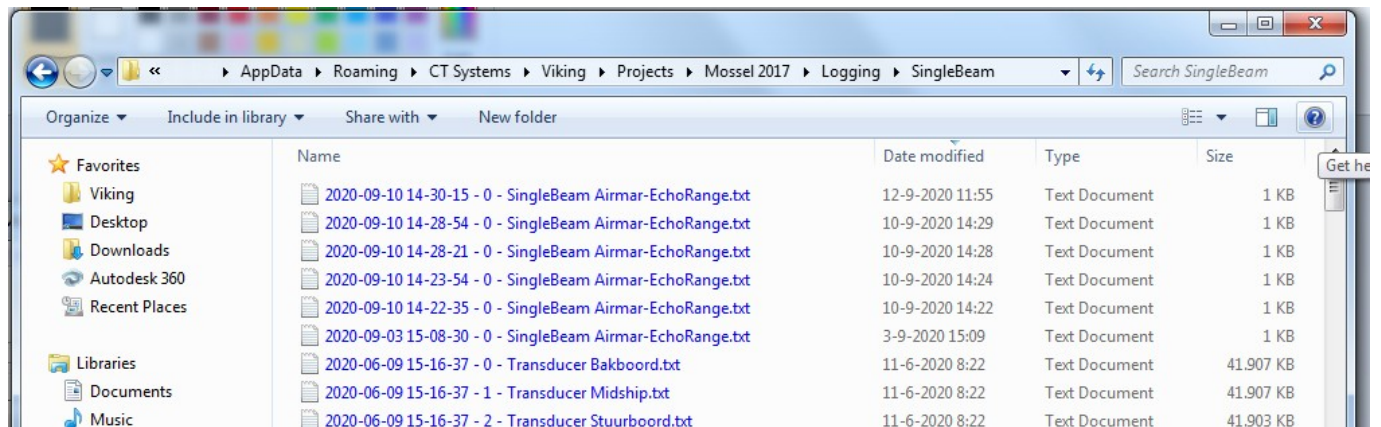 « ▸ AppData ▸ Roaming ▸ CT Systems ▸ Viking ▸ Projects ▸ Mossel 2017 ▸ Logging ▸ SingleBeam Search SingleBeam
Organize Include in library Share with New folder
Get he
Favorites
Viking
Desktop
Downloads
Autodesk 360
Recent Places
Libraries
Documents
Music
Name Date modified Type Size
2020-09-10 14-30-15 - 0 - SingleBeam Airmar-EchoRange.txt 12-9-2020 11:55 Text Document 1 KB
2020-09-10 14-28-54 - 0 - SingleBeam Airmar-EchoRange.txt 10-9-2020 14:29 Text Document 1 KB
2020-09-10 14-28-21 - 0 - SingleBeam Airmar-EchoRange.txt 10-9-2020 14:28 Text Document 1 KB
2020-09-10 14-23-54 - 0 - SingleBeam Airmar-EchoRange.txt 10-9-2020 14:24 Text Document 1 KB
2020-09-10 14-22-35 - 0 - SingleBeam Airmar-EchoRange.txt 10-9-2020 14:22 Text Document 1 KB
2020-09-03 15-08-30 - 0 - SingleBeam Airmar-EchoRange.txt 3-9-2020 15:09 Text Document 1 KB
2020-06-09 15-16-37 - 0 - Transducer Bakboord.txt 11-6-2020 8:22 Text Document 41.907 KB
2020-06-09 15-16-37 - 1 - Transducer Midship.txt 11-6-2020 8:22 Text Document 41.907 KB
2020-06-09 15-16-37 - 2 - Transducer Stuurboord.txt 11-6-2020 8:22 Text Document 41.903 KB